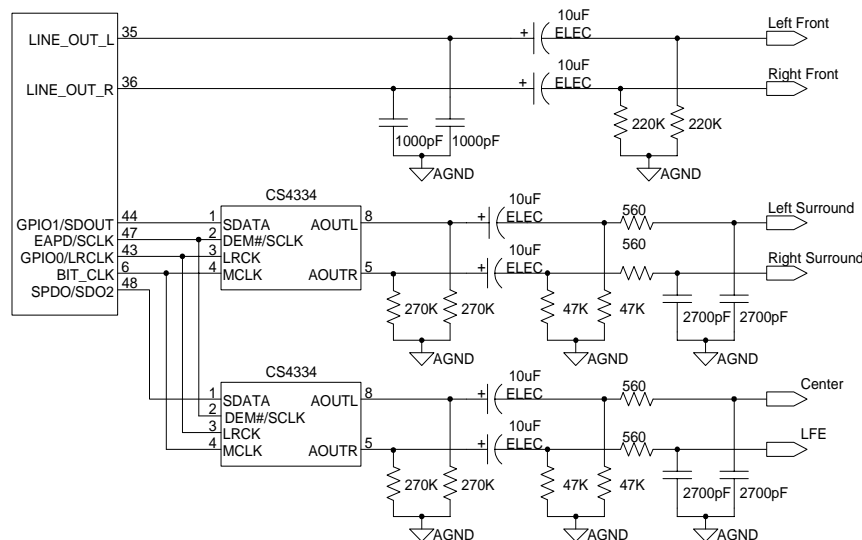 LINE_OUT_L 35
10uF
+ ELEC
Left Front
LINE_OUT_R 36
10uF
+ ELEC
Right Front
1000pF 1000pF
220K 220K
AGND AGND
CS4334
GPIO1/SDOUT 44
EAPD/SCLK 47
GPIO0/LRCLK 43
BIT_CLK 6
SPDO/SDO2 48
1 SDATA AOUTL 8
2 DEM#/SCLK
3 LRCK
4 MCLK AOUTR 5
10uF
+ ELEC
560
Left Surround
10uF
+ ELEC
560
Right Surround
270K 270K
47K 47K
2700pF 2700pF
AGND AGND AGND
CS4334
1 SDATA AOUTL 8
2 DEM#/SCLK
3 LRCK
4 MCLK AOUTR 5
10uF
+ ELEC
560
Center
10uF
+ ELEC
560
LFE
270K 270K
47K 47K
2700pF 2700pF
AGND AGND AGND